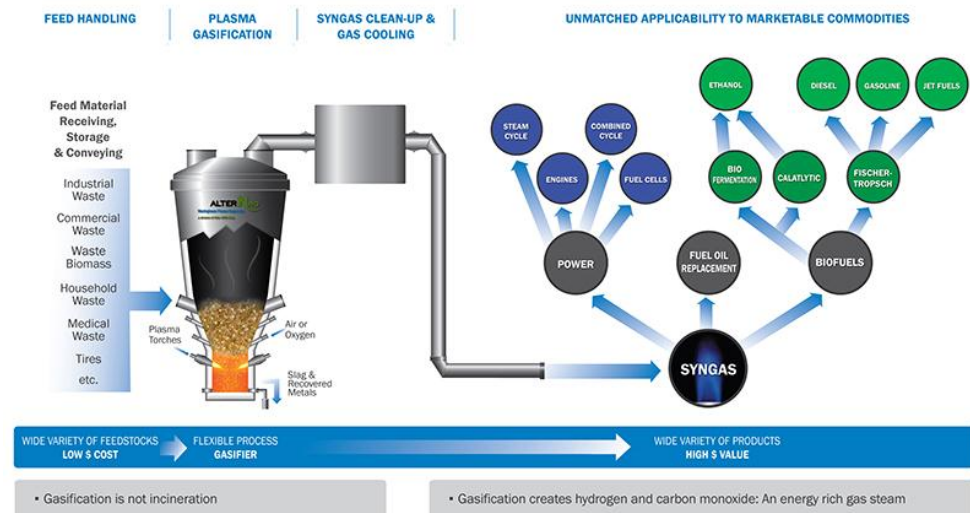 FEED HANDLING
PLASMA
GASIFICATION
SYNGAS CLEAN-UP &
GAS COOLING
UNMATCHED APPLICABILITY TO MARKETABLE COMMODITIES
Feed Material
Receiving,
Storage
& Conveying
Industrial
Waste
Commercial
Waste
Waste
Biomass
Household
Waste
Medical
Waste
Tires
etc.
ALTER
Plasma
Torches
Air or
Oxygen
Slag &
Recovered
Metals
STEAM
CYCLE
ENGINES
COMBINED
CYCLE
FUEL CELLS
POWER
FUEL OIL
REPLACEMENT
ETHANOL
DIESEL
GASOLINE
JET FUELS
BIO
FERMENTATION
CALATLYTIC
FISCHER-
TROPSCH
BIOFUELS
SYNGAS
WIDE VARIETY OF FEEDSTOCKS
LOW $ COST
FLEXIBLE PROCESS
GASIFIER
WIDE VARIETY OF PRODUCTS
HIGH $ VALUE
▪ Gasification is not incineration
▪ Gasification creates hydrogen and carbon monoxide: An energy rich gas steam